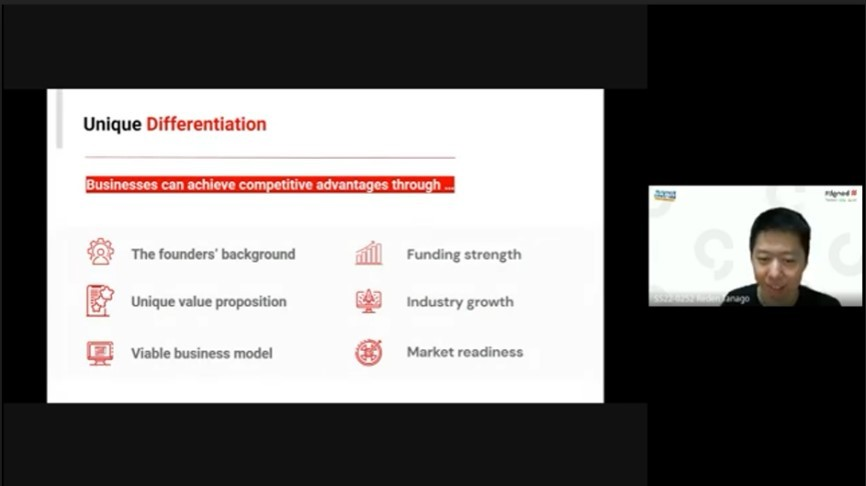 Unique Differentiation
Businesses can achieve competitive advantages through ...
The founders' background
Funding strength
Unique value proposition
Industry growth
Viable business model
Market readiness